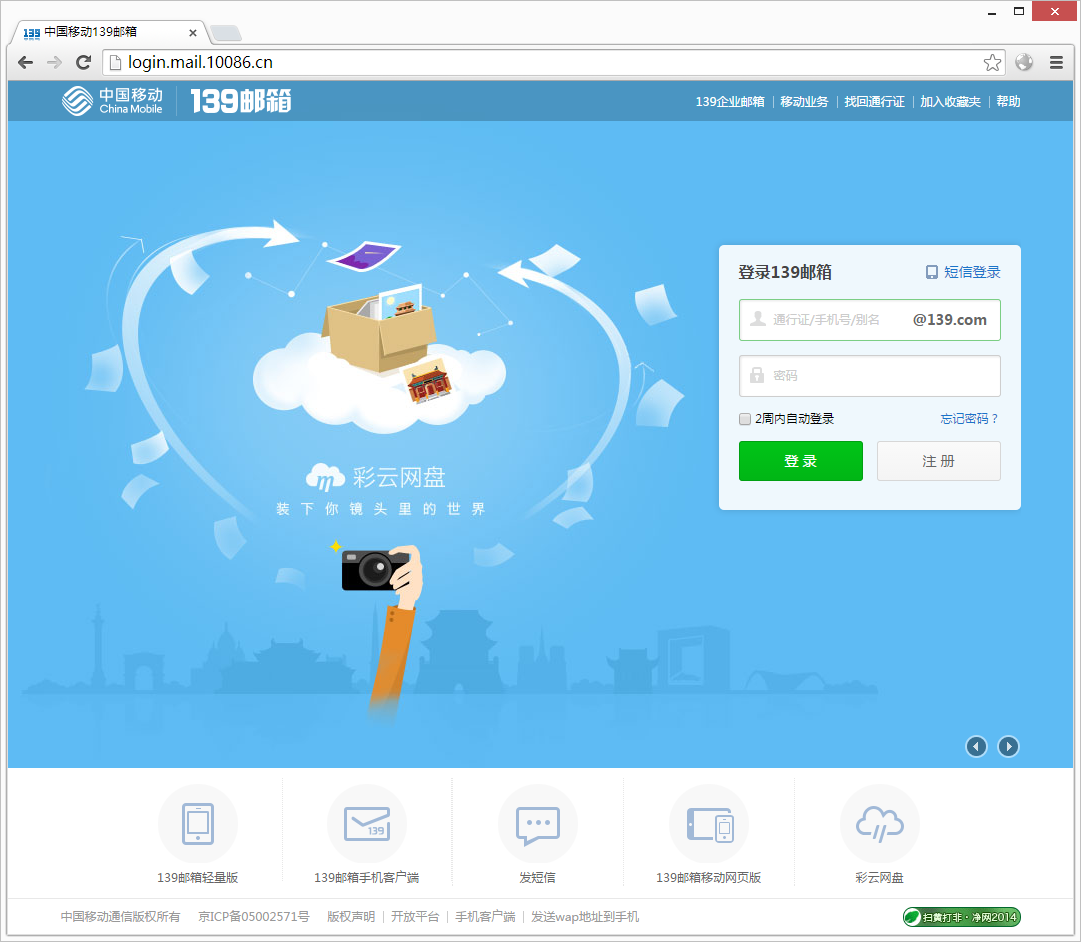 139 中国移动139邮箱
login.mail.10086.cn
中国移动 China Mobile 139邮箱
139企业邮箱 | 移动业务 | 找回通行证 | 加入收藏夹 | 帮助
登录139邮箱 短信登录
通行证/手机号/别名 @139.com
密码
2周内自动登录 忘记密码？
登 录 注 册
m 彩云网盘
装下你镜头里的世界
139
139邮箱轻量版 139邮箱手机客户端 发短信 139邮箱移动网页版 彩云网盘
中国移动通信版权所有 京ICP备05002571号 版权声明 | 开放平台 | 手机客户端 | 发送wap地址到手机 扫黄打非·净网2014